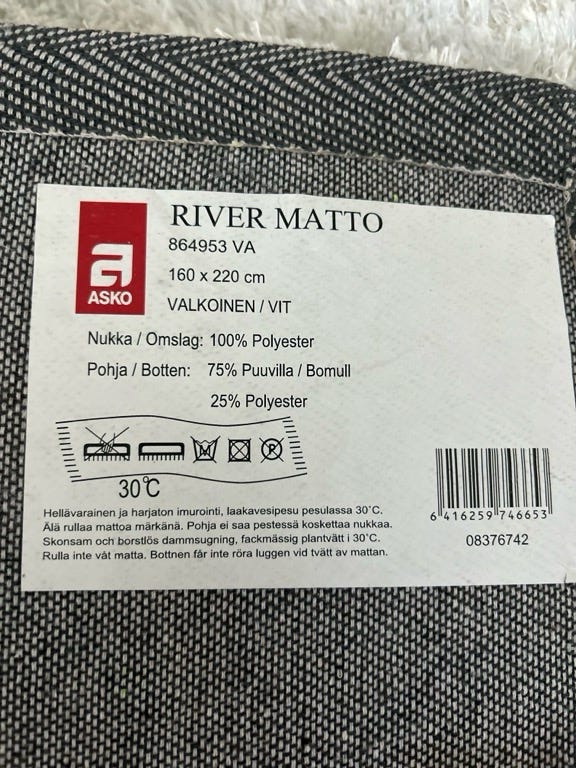 RIVER MATTO
864953 VA
160 x 220 cm
ASKO
VALKOINEN / VIT
Nukka / Omslag: 100% Polyester
Pohja / Botten: 75% Puuvilla / Bomull
25% Polyester
P
30°C
Hellävarainen ja harjaton imurointi, laakavesipesu pesulassa 30°C.
Älä rullaa mattoa märkänä. Pohja ei saa pestessä koskettaa nukkaa.
Skonsam och borstlös dammsugning, fackmässig plantvätt i 30°C.
Rulla inte våt matta. Bottnen får inte röra luggen vid tvätt av mattan.
6 416259 746653
08376742